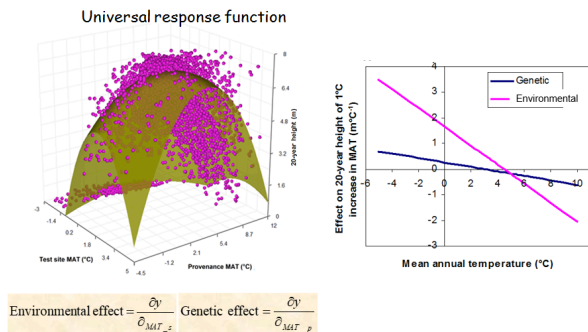 Universal response function
8
6.4
4.8
3.2
1.6
0
20-year height (m)
-3
-1.4
0.2
1.8
3.4
5
Test site MAT (°C)
-4.5
-1.2
2.1
5.4
8.7
12
Provenance MAT (°C)
Effect on 20-year height of 1°C
increase in MAT (m°C⁻¹)
4
3
2
1
0
-1
-2
-3
-6 -4 -2 0 2 4 6 8 10
Genetic
Environmental
Mean annual temperature (°C)
Environmental effect = ∂y / ∂MAT_s
Genetic effect = ∂y / ∂MAT_p